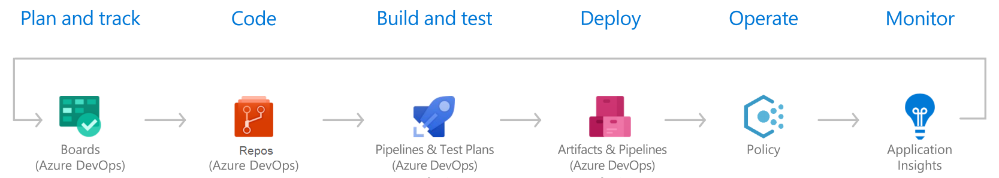 Plan and track
Code
Build and test
Deploy
Operate
Monitor
Boards
(Azure DevOps)
Repos
(Azure DevOps)
Pipelines & Test Plans
(Azure DevOps)
Artifacts & Pipelines
(Azure DevOps)
Policy
Application
Insights